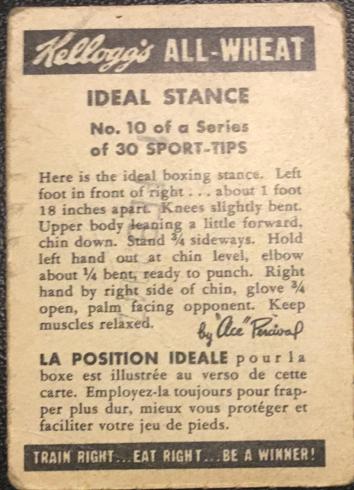 Kellogg's ALL-WHEAT
IDEAL STANCE
No. 10 of a Series
of 30 SPORT-TIPS
Here is the ideal boxing stance. Left
foot in front of right . . . about 1 foot
18 inches apart. Knees slightly bent.
Upper body leaning a little forward,
chin down. Stand ¾ sideways. Hold
left hand out at chin level, elbow
about ¼ bent, ready to punch. Right
hand by right side of chin, glove ¾
open, palm facing opponent. Keep
muscles relaxed.
by "Ace" Percival
LA POSITION IDEALE pour la
boxe est illustrée au verso de cette
carte. Employez-la toujours pour frap-
per plus dur, mieux vous protéger et
faciliter votre jeu de pieds.
TRAIN RIGHT...EAT RIGHT...BE A WINNER!